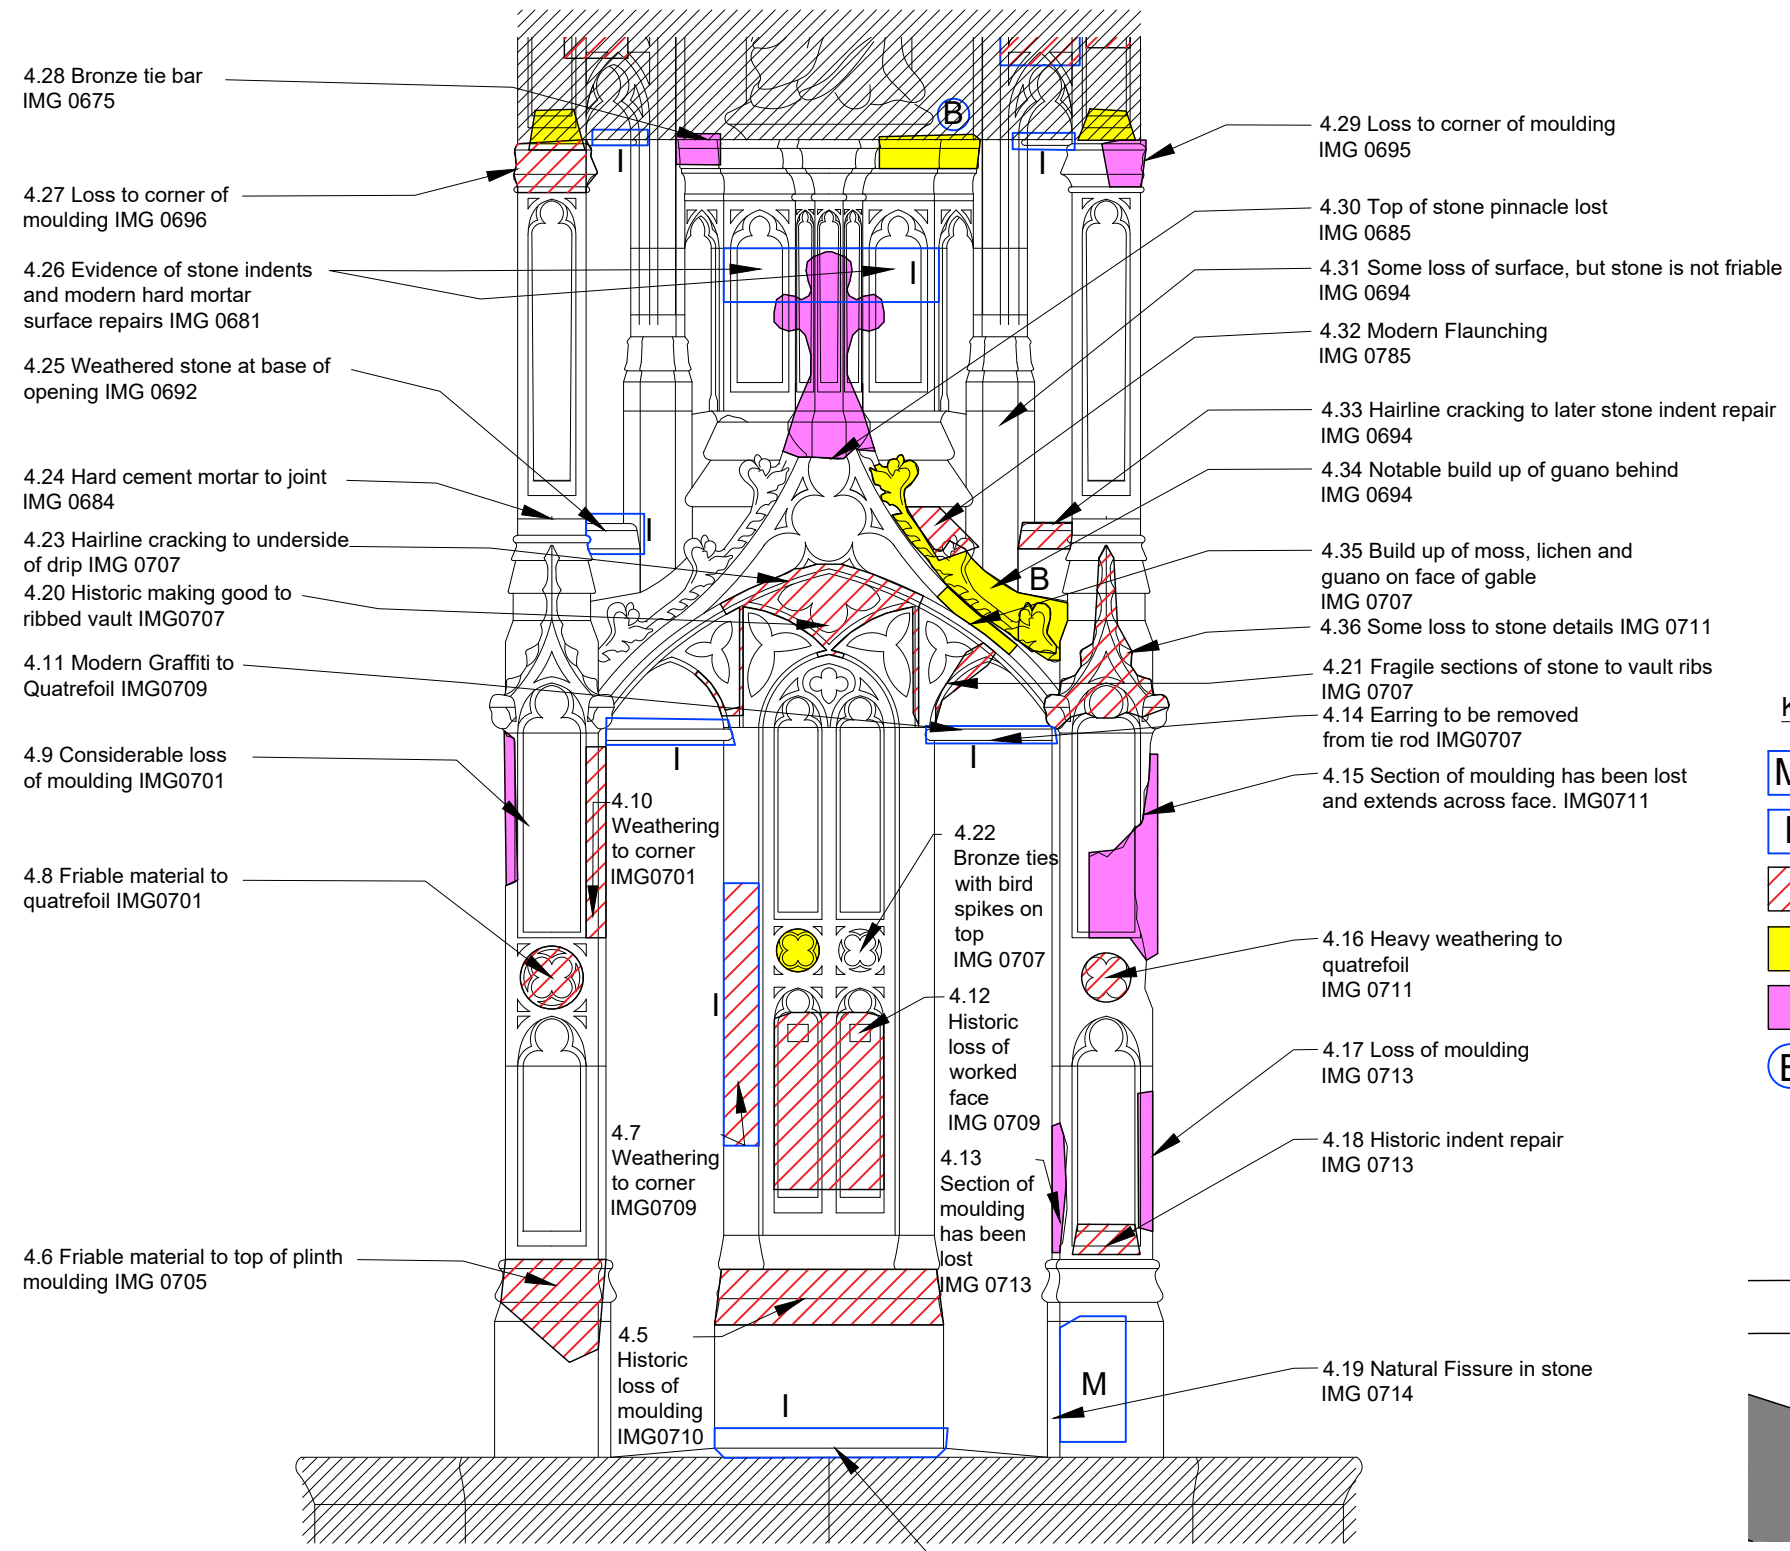 4.28 Bronze tie bar
IMG 0675
4.27 Loss to corner of
moulding IMG 0696
4.26 Evidence of stone indents
and modern hard mortar
surface repairs IMG 0681
4.25 Weathered stone at base of
opening IMG 0692
4.24 Hard cement mortar to joint
IMG 0684
4.23 Hairline cracking to underside
of drip IMG 0707
4.20 Historic making good to
ribbed vault IMG0707
4.11 Modern Graffiti to
Quatrefoil IMG0709
4.9 Considerable loss
of moulding IMG0701
4.8 Friable material to
quatrefoil IMG0701
4.6 Friable material to top of plinth
moulding IMG 0705
B
I
I
I
I
B
I
I
4.10
Weathering
to corner
IMG0701
4.22
Bronze ties
with bird
spikes on
top
IMG 0707
I
4.12
Historic
loss of
worked
face
IMG 0709
4.7
Weathering
to corner
IMG0709
4.13
Section of
moulding
has been
lost
IMG 0713
4.5
Historic
loss of
moulding
IMG0710
I
M
4.29 Loss to corner of moulding
IMG 0695
4.30 Top of stone pinnacle lost
IMG 0685
4.31 Some loss of surface, but stone is not friable
IMG 0694
4.32 Modern Flaunching
IMG 0785
4.33 Hairline cracking to later stone indent repair
IMG 0694
4.34 Notable build up of guano behind
IMG 0694
4.35 Build up of moss, lichen and
guano on face of gable
IMG 0707
4.36 Some loss to stone details IMG 0711
4.21 Fragile sections of stone to vault ribs
IMG 0707
4.14 Earring to be removed
from tie rod IMG0707
4.15 Section of moulding has been lost
and extends across face. IMG0711
4.16 Heavy weathering to
quatrefoil
IMG 0711
4.17 Loss of moulding
IMG 0713
4.18 Historic indent repair
IMG 0713
4.19 Natural Fissure in stone
IMG 0714